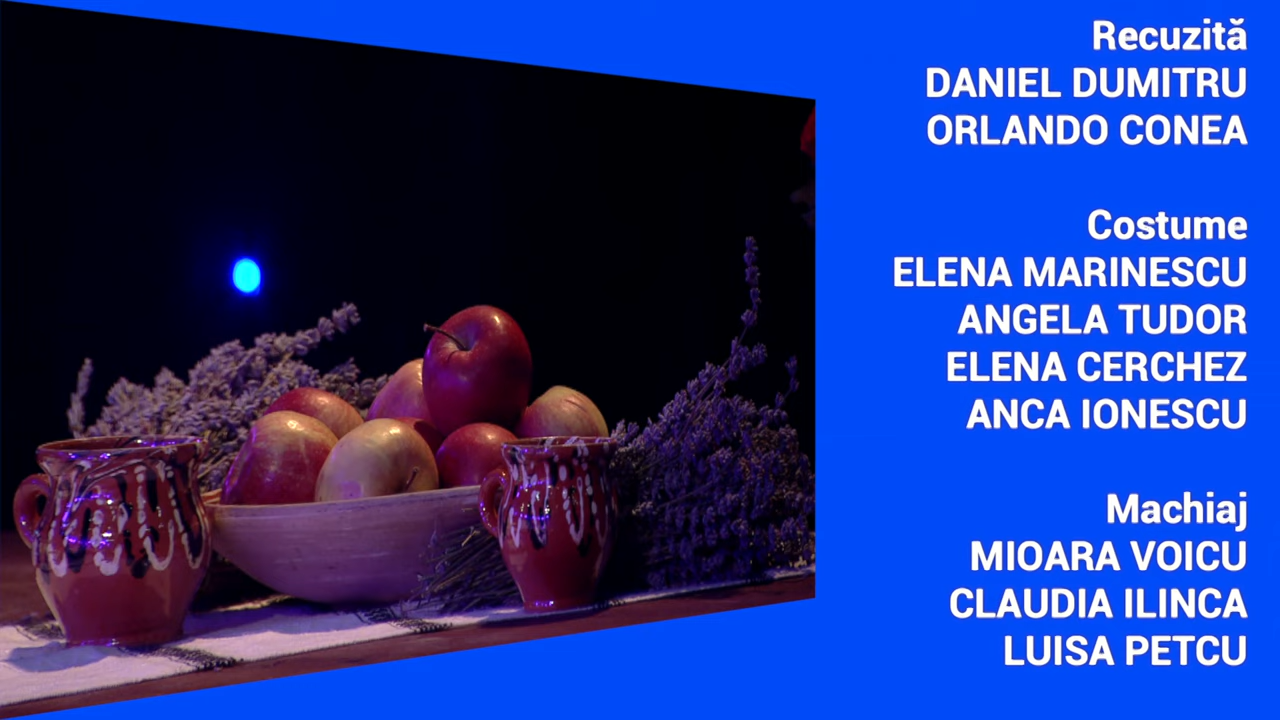 Recuzită
DANIEL DUMITRU
ORLANDO CONEA
Costume
ELENA MARINESCU
ANGELA TUDOR
ELENA CERCHEZ
ANCA IONESCU
Machiaj
MIOARA VOICU
CLAUDIA ILINCA
LUISA PETCU